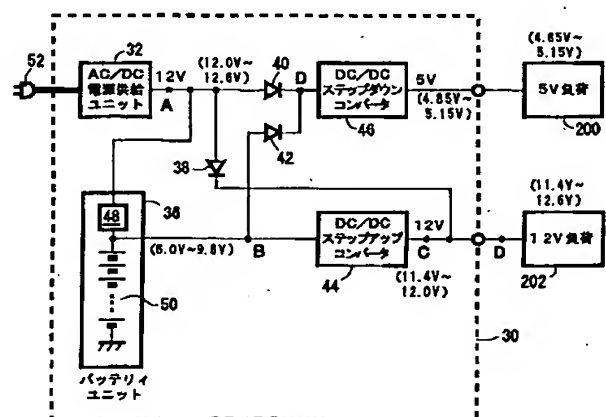 52
32
AC/DC
電源供給
ユニット
12V
A
(12.0V~
12.6V)
40
D
DC/DC
ステップダウン
コンバータ
46
5V
(4.85V~
5.15V)
(4.85V~
5.15V)
5V負荷
200
42
38
48
36
(5.0V~9.8V)
B
DC/DC
ステップアップ
コンバータ
44
12V
C
(11.4V~
12.0V)
D
(11.4V~
12.6V)
12V負荷
202
50
30
バッテリィ
ユニット